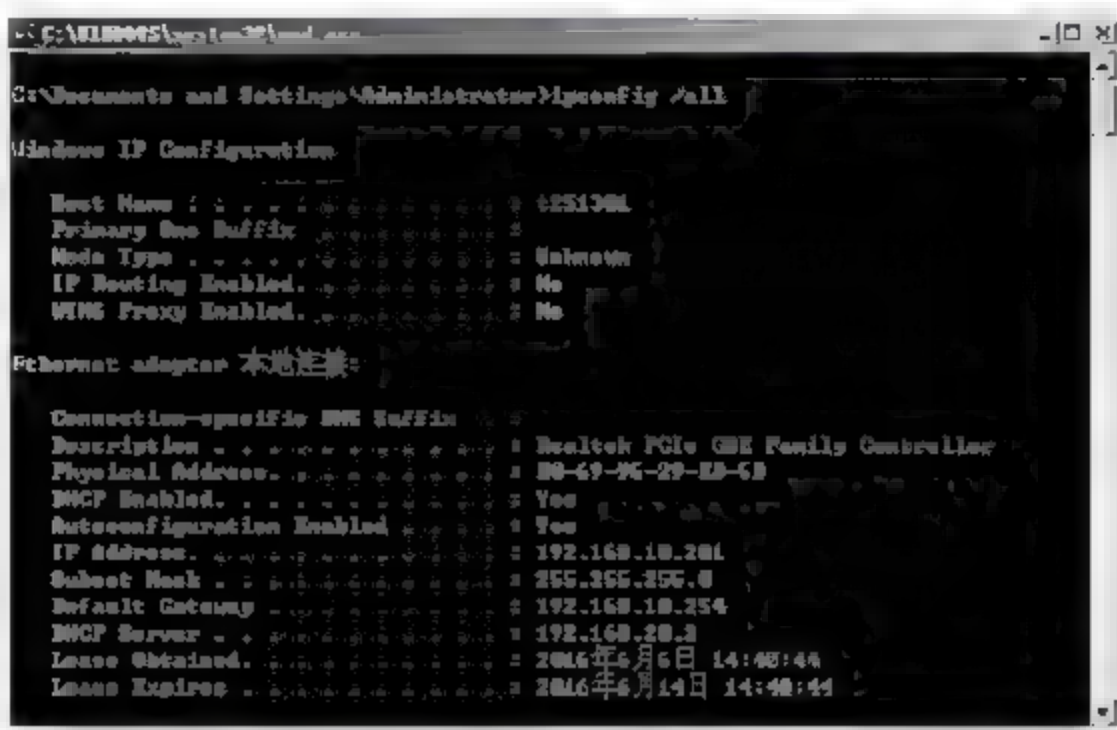 C:\Documents and Settings\Administrator>ipconfig /all
Windows IP Configuration
Host Name . . . . . . . . . . . . :
Primary Dns Suffix . . . . . . . :
Node Type . . . . . . . . . . . . : Unknown
IP Routing Enabled. . . . . . . . : No
WINS Proxy Enabled. . . . . . . . : No
Ethernet adapter 本地连接:
Connection-specific DNS Suffix . :
Description . . . . . . . . . . . : Realtek PCIe GBE Family Controller
Physical Address. . . . . . . . . :
DHCP Enabled. . . . . . . . . . . : Yes
Autoconfiguration Enabled . . . . : Yes
IP Address. . . . . . . . . . . . : 192.168.10.201
Subnet Mask . . . . . . . . . . . : 255.255.255.0
Default Gateway . . . . . . . . . : 192.168.10.254
DHCP Server . . . . . . . . . . . :
Lease Obtained. . . . . . . . . . : 2016年6月6日 14:40:44
Lease Expires . . . . . . . . . . : 2016年6月14日 14:40:44